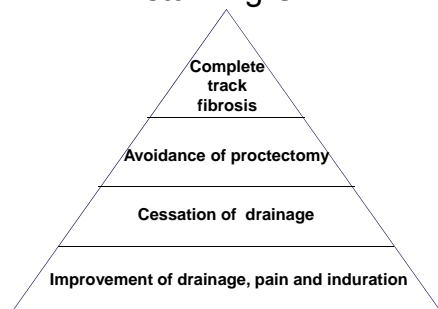 Complete
track
fibrosis
Avoidance of proctectomy
Cessation of drainage
Improvement of drainage, pain and induration